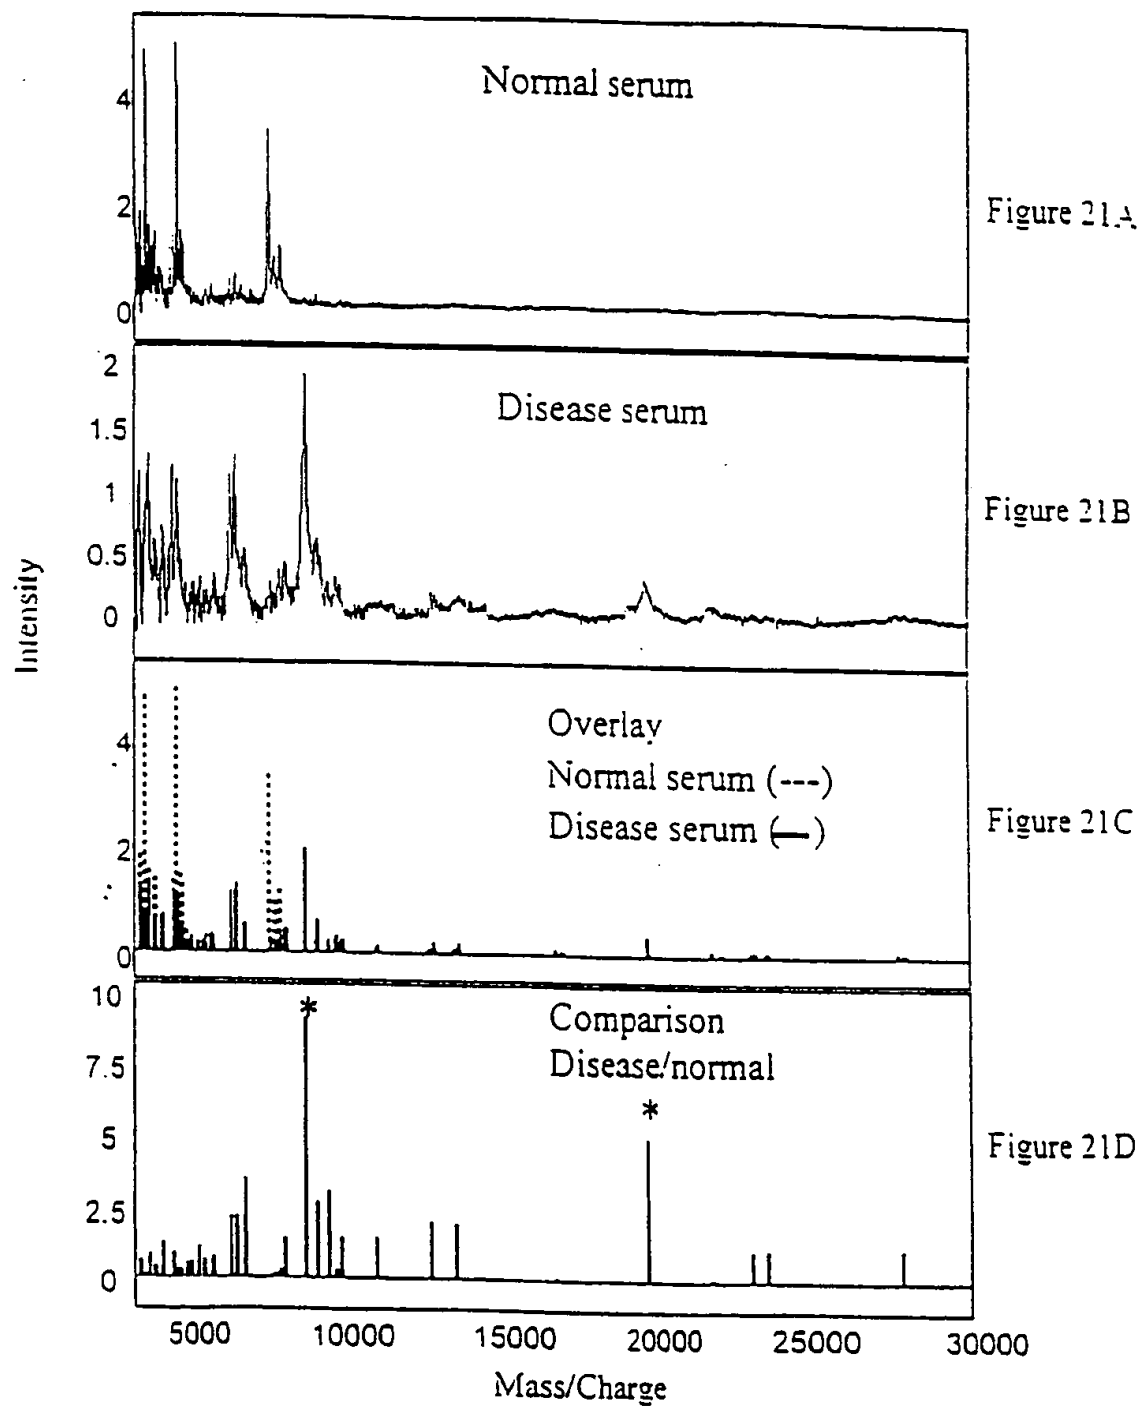 Normal serum
4
2
0
Figure 21A
Disease serum
2
1.5
1
0.5
0
Figure 21B
Intensity
Overlay
Normal serum (---)
Disease serum (—)
4
2
0
Figure 21C
10
7.5
5
2.5
0
*
Comparison
Disease/normal
*
Figure 21D
5000 10000 15000 20000 25000 30000
Mass/Charge